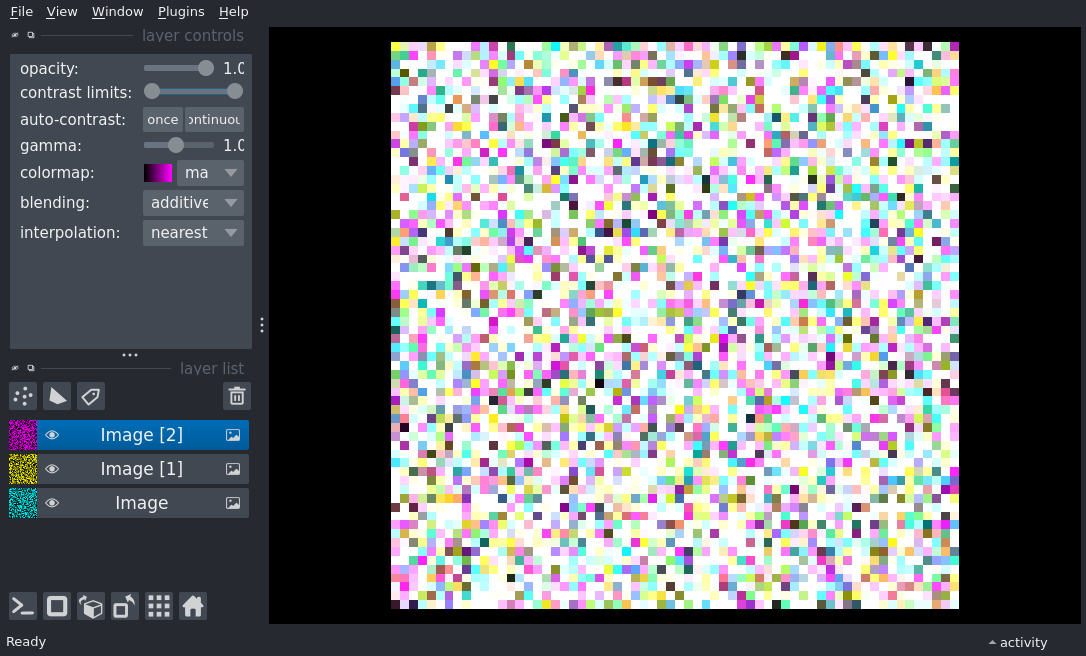 File View Window Plugins Help
layer controls
opacity: 1.0
contrast limits:
auto-contrast: once ontinuou
gamma: 1.0
colormap: ma
blending: additive
interpolation: nearest
layer list
Image [2]
Image [1]
Image
Ready
activity